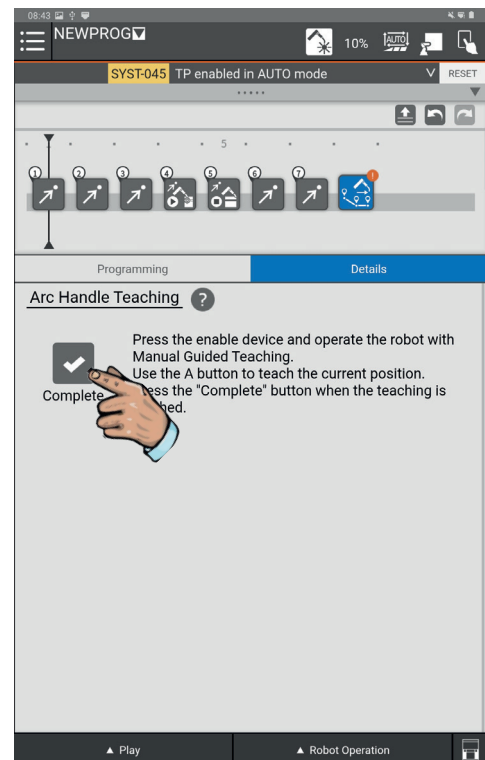 08:43
NEWPROG
10%
AUTO
SYST-045 TP enabled in AUTO mode
RESET
5
1 2 3 4 5 6 7 !
Programming
Details
Arc Handle Teaching ?
Press the enable device and operate the robot with
Manual Guided Teaching.
Use the A button to teach the current position.
the "Complete" button when the teaching is
Complete
Play
Robot Operation